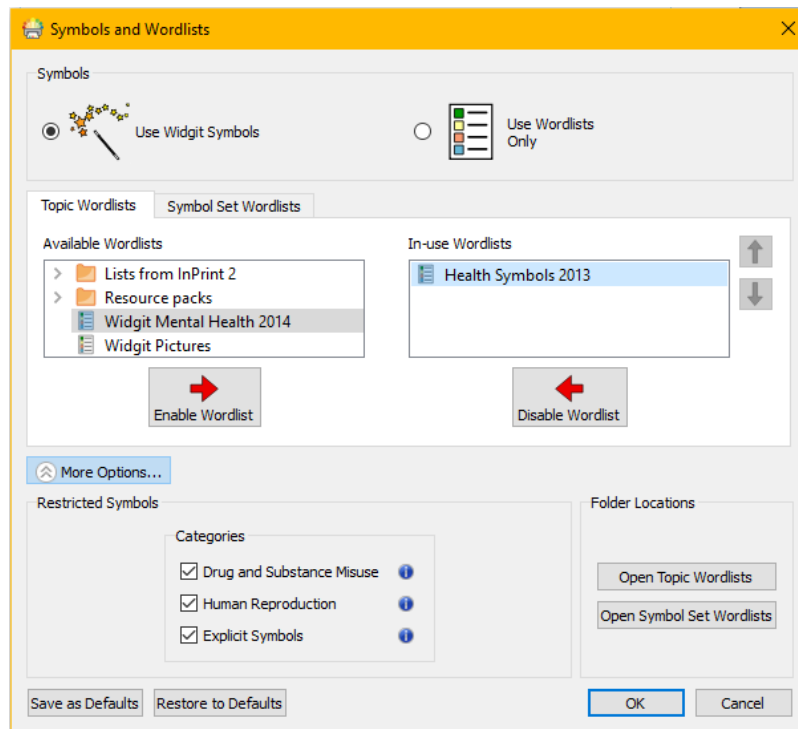 Symbols and Wordlists
Symbols
Use Widgit Symbols
Use Wordlists
Only
Topic Wordlists
Symbol Set Wordlists
Available Wordlists
Lists from InPrint 2
Resource packs
Widgit Mental Health 2014
Widgit Pictures
Enable Wordlist
In-use Wordlists
Health Symbols 2013
Disable Wordlist
More Options...
Restricted Symbols
Categories
Drug and Substance Misuse
Human Reproduction
Explicit Symbols
Folder Locations
Open Topic Wordlists
Open Symbol Set Wordlists
Save as Defaults
Restore to Defaults
OK
Cancel